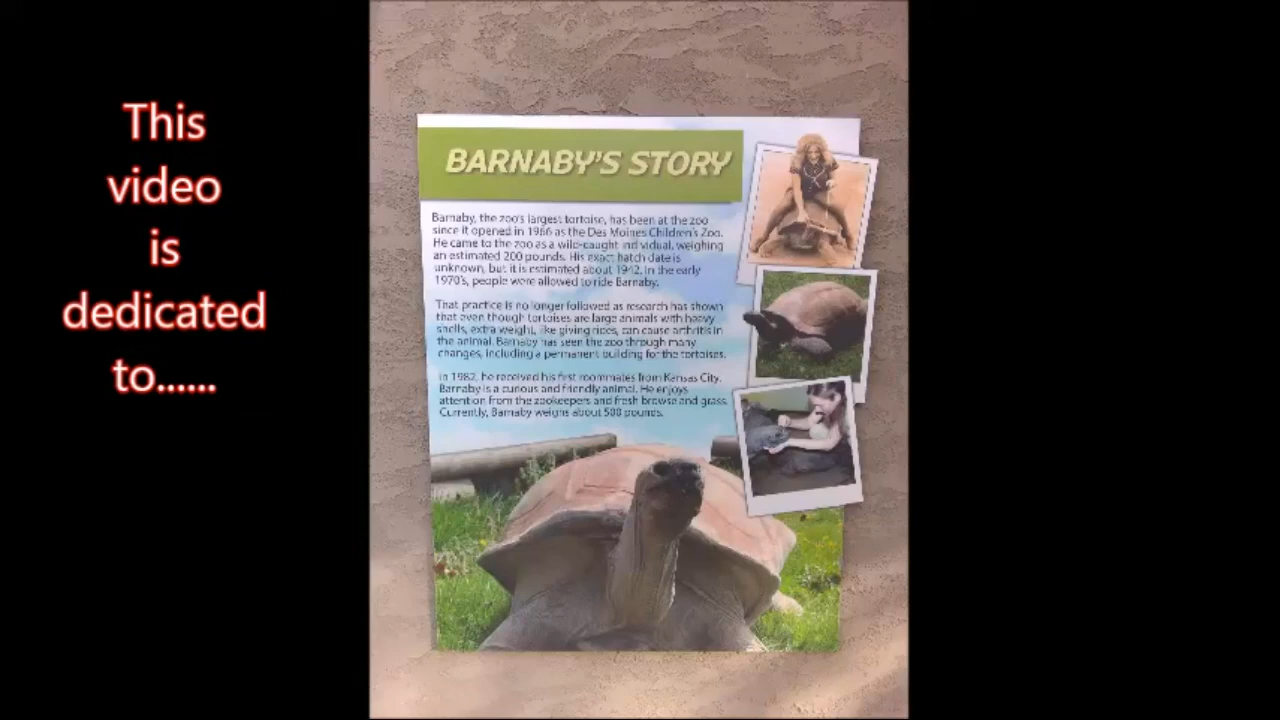 This
video
is
dedicated
to......
BARNABY'S STORY
Barnaby, the zoo's largest tortoise, has been at the zoo
since it opened in 1966 as the Des Moines Children's Zoo.
He came to the zoo as a wild-caught individual, weighing
an estimated 200 pounds. His exact hatch date is
unknown, but it is estimated about 1942. In the early
1970's, people were allowed to ride Barnaby.
That practice is no longer followed as research has shown
that even though tortoises are large animals with heavy
shells, extra weight, like giving rides, can cause arthritis in
the animal. Barnaby has seen the zoo through many
changes, including a permanent building for the tortoises.
In 1982, he received his first roommates from Kansas City.
Barnaby is a curious and friendly animal. He enjoys
attention from the zookeepers and fresh browse and grass.
Currently, Barnaby weighs about 500 pounds.